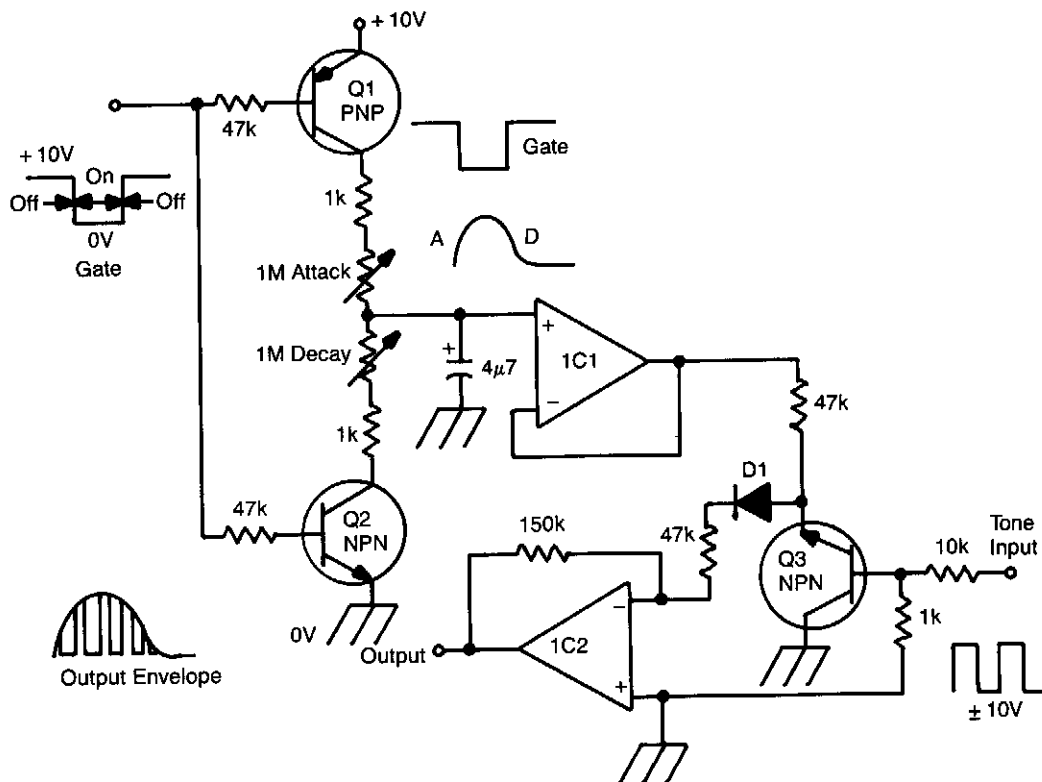 + 10V
Q1
PNP
47k
Gate
+ 10V
On
Off
Off
0V
Gate
1k
A
D
1M Attack
+
1C1
−
1M Decay
+
4µ7
47k
1k
D1
47k
Q2
NPN
150k
47k
Q3
NPN
10k
Tone
Input
−
1C2
+
1k
0V
Output
Output Envelope
± 10V